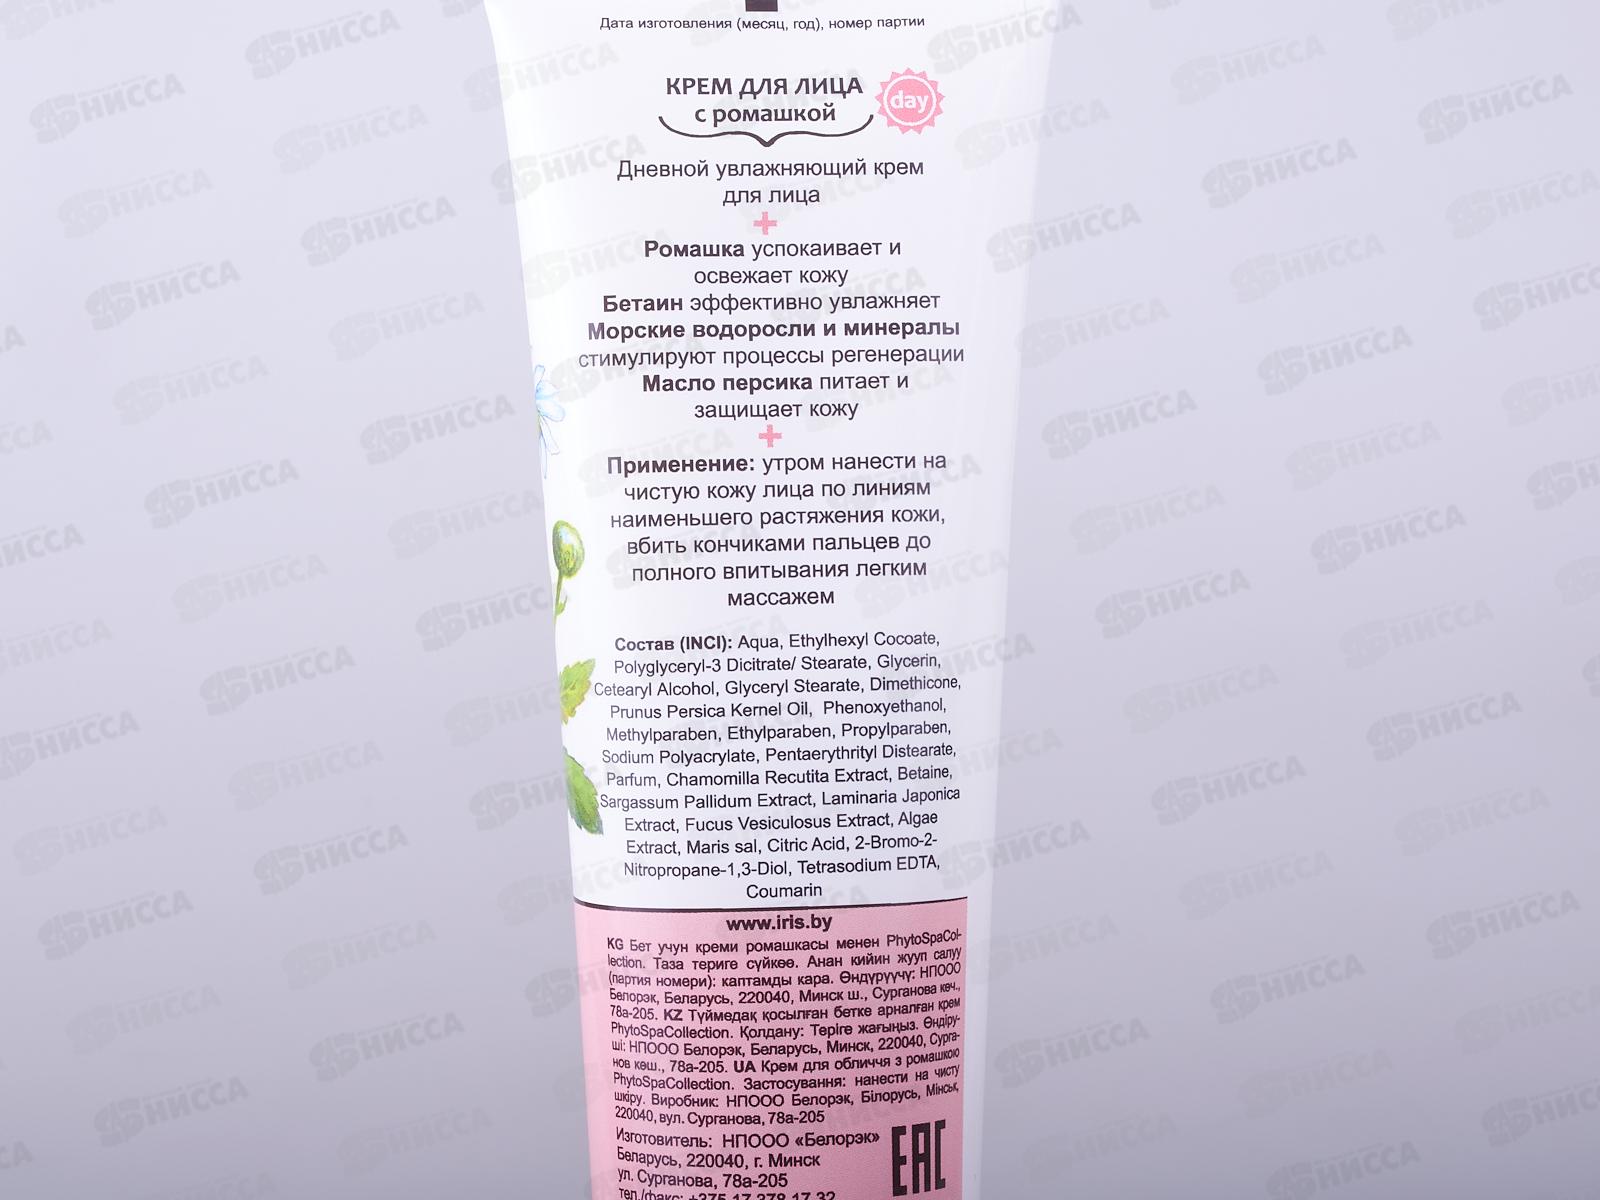 Дата изготовления (месяц, год), номер партии
КРЕМ ДЛЯ ЛИЦА
с ромашкой
day
Дневной увлажняющий крем
для лица
Ромашка успокаивает и
освежает кожу
Бетаин эффективно увлажняет
Морские водоросли и минералы
стимулируют процессы регенерации
Масло персика питает и
защищает кожу
Применение: утром нанести на
чистую кожу лица по линиям
наименьшего растяжения кожи,
вбить кончиками пальцев до
полного впитывания легким
массажем
Состав (INCI): Aqua, Ethylhexyl Cocoate,
Polyglyceryl-3 Dicitrate/ Stearate, Glycerin,
Cetearyl Alcohol, Glyceryl Stearate, Dimethicone,
Prunus Persica Kernel Oil, Phenoxyethanol,
Methylparaben, Ethylparaben, Propylparaben,
Sodium Polyacrylate, Pentaerythrityl Distearate,
Parfum, Chamomilla Recutita Extract, Betaine,
Sargassum Pallidum Extract, Laminaria Japonica
Extract, Fucus Vesiculosus Extract, Algae
Extract, Maris sal, Citric Acid, 2-Bromo-2-
Nitropropane-1,3-Diol, Tetrasodium EDTA,
Coumarin
www.iris.by
KG Бет учун креми ромашкасы менен PhytoSpaCol-
lection. Таза териге сүйкөө. Анан кийин жууп салуу
(партия номери): каптамды кара. Өндүрүүчү: НПООО
Белорэк, Беларусь, 220040, Минск ш., Сурганова көч.,
78а-205. KZ Түймедақ қосылған бетке арналған крем
PhytoSpaCollection. Қолдану: Теріге жағыңыз. Өндіру-
ші: НПООО Белорэк, Беларусь, Минск, 220040, Сурга-
нов көш., 78а-205. UA Крем для обличчя з ромашкою
PhytoSpaCollection. Застосування: нанести на чисту
шкіру. Виробник: НПООО Белорэк, Білорусь, Мінськ,
220040, вул. Сурганова, 78а-205
Изготовитель: НПООО «Белорэк»
Беларусь, 220040, г. Минск
ул. Сурганова, 78а-205
тел./факс: +375 17 378 17 32
EAC
НИССА